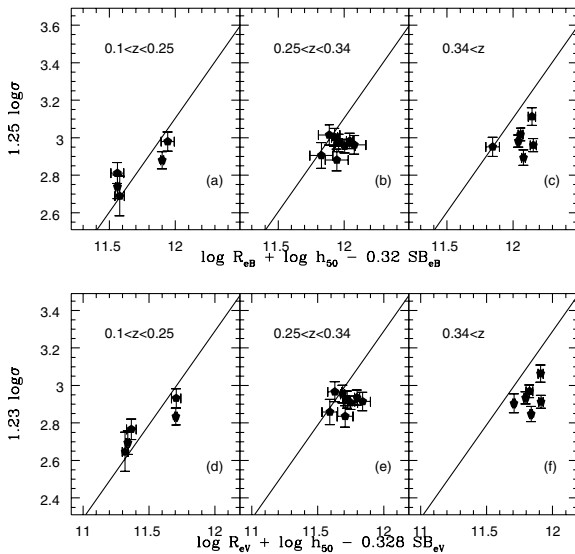 3.6
3.4
3.2
3
2.8
2.6
1.25 logσ
0.1<z<0.25
(a)
0.25<z<0.34
(b)
0.34<z
(c)
11.5 12 11.5 12 11.5 12
log R_eB + log h_50 − 0.32 SB_eB
3.4
3.2
3
2.8
2.6
2.4
1.23 logσ
0.1<z<0.25
(d)
0.25<z<0.34
(e)
0.34<z
(f)
11 11.5 12 11 11.5 12 11 11.5 12
log R_eV + log h_50 − 0.328 SB_eV